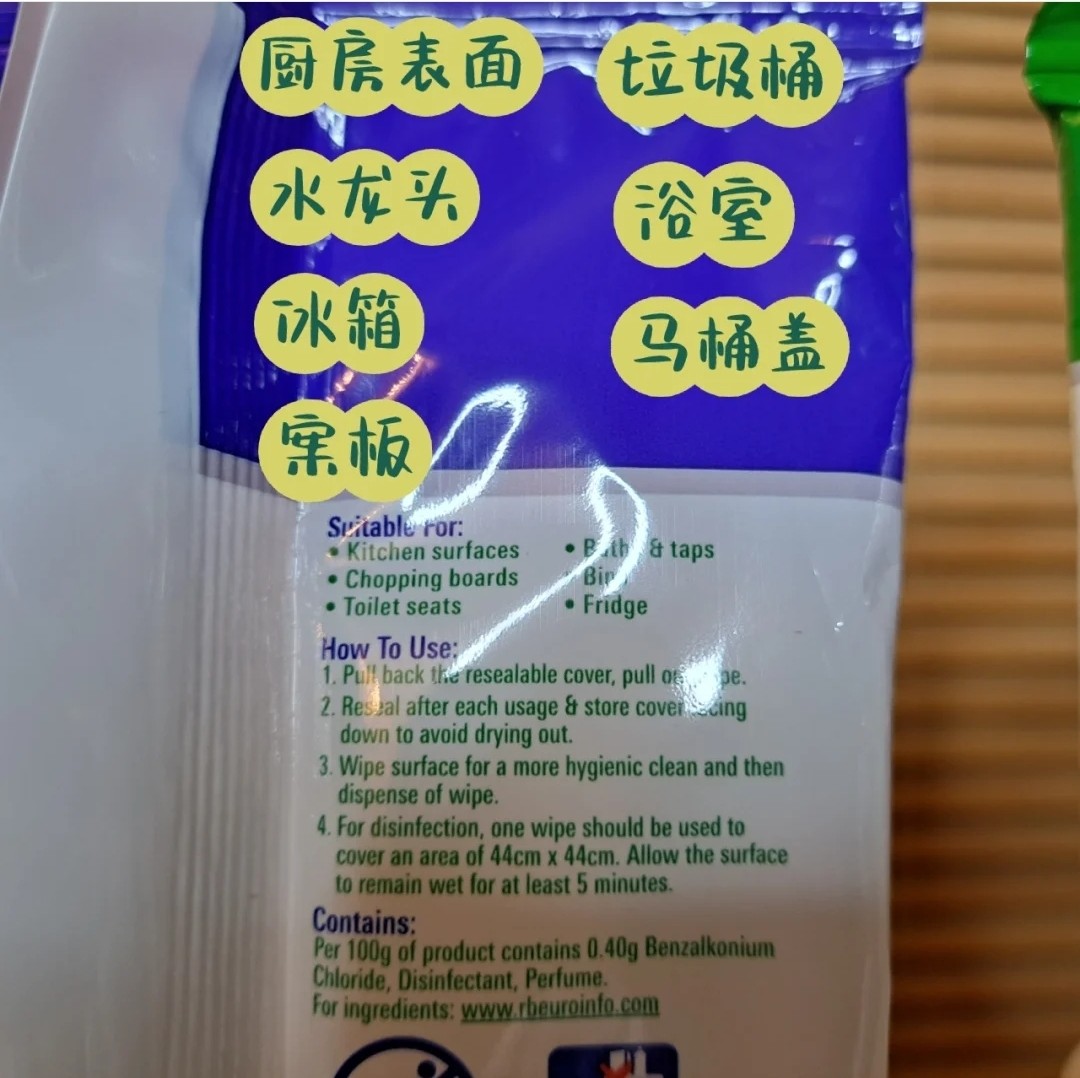 厨房表面 垃圾桶
水龙头 浴室
冰箱 马桶盖
案板
Suitable For:
• Kitchen surfaces • & taps
• Chopping boards
• Toilet seats • Fridge
How To Use:
1. Pull back the resealable cover, pull
2. Reseal after each usage & store cover
down to avoid drying out.
3. Wipe surface for a more hygienic clean and then
dispense of wipe.
4. For disinfection, one wipe should be used to
cover an area of 44cm x 44cm. Allow the surface
to remain wet for at least 5 minutes.
Contains:
Per 100g of product contains 0.40g Benzalkonium
Chloride, Disinfectant, Perfume.
For ingredients: www.rbeuroinfo.com